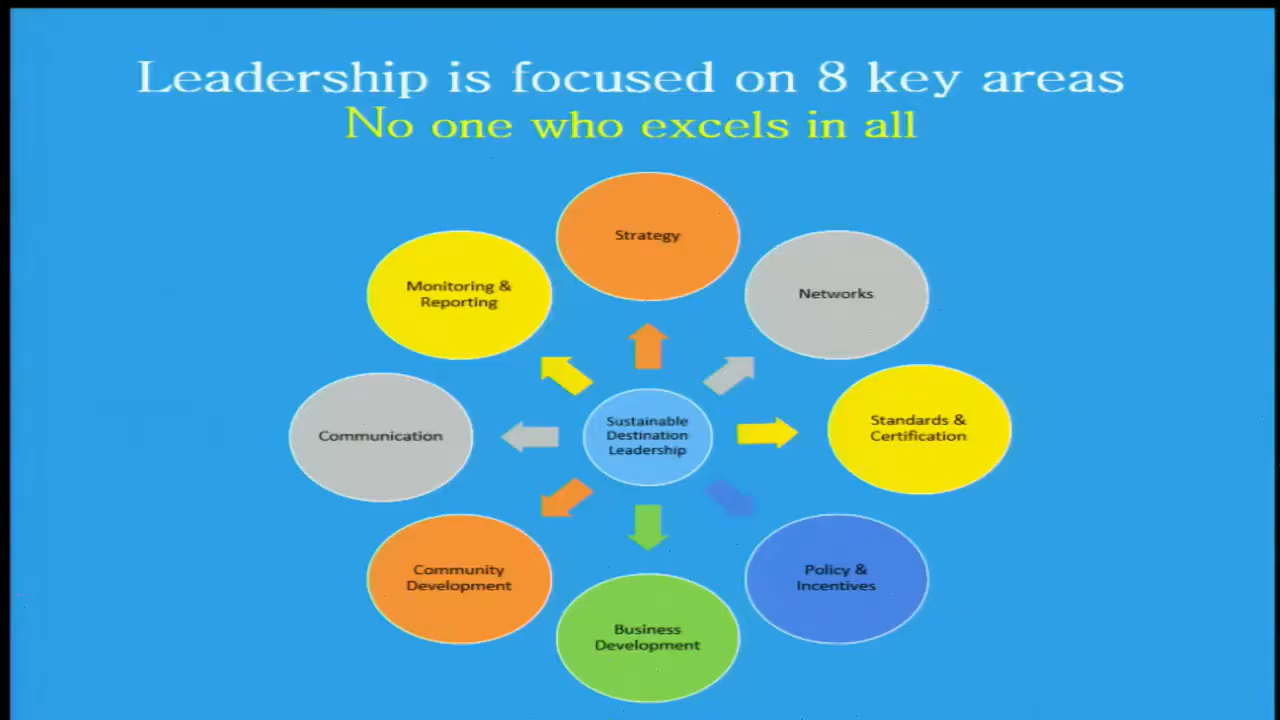 Leadership is focused on 8 key areas
No one who excels in all
Strategy
Networks
Standards &
Certification
Policy &
Incentives
Business
Development
Community
Development
Communication
Monitoring &
Reporting
Sustainable
Destination
Leadership